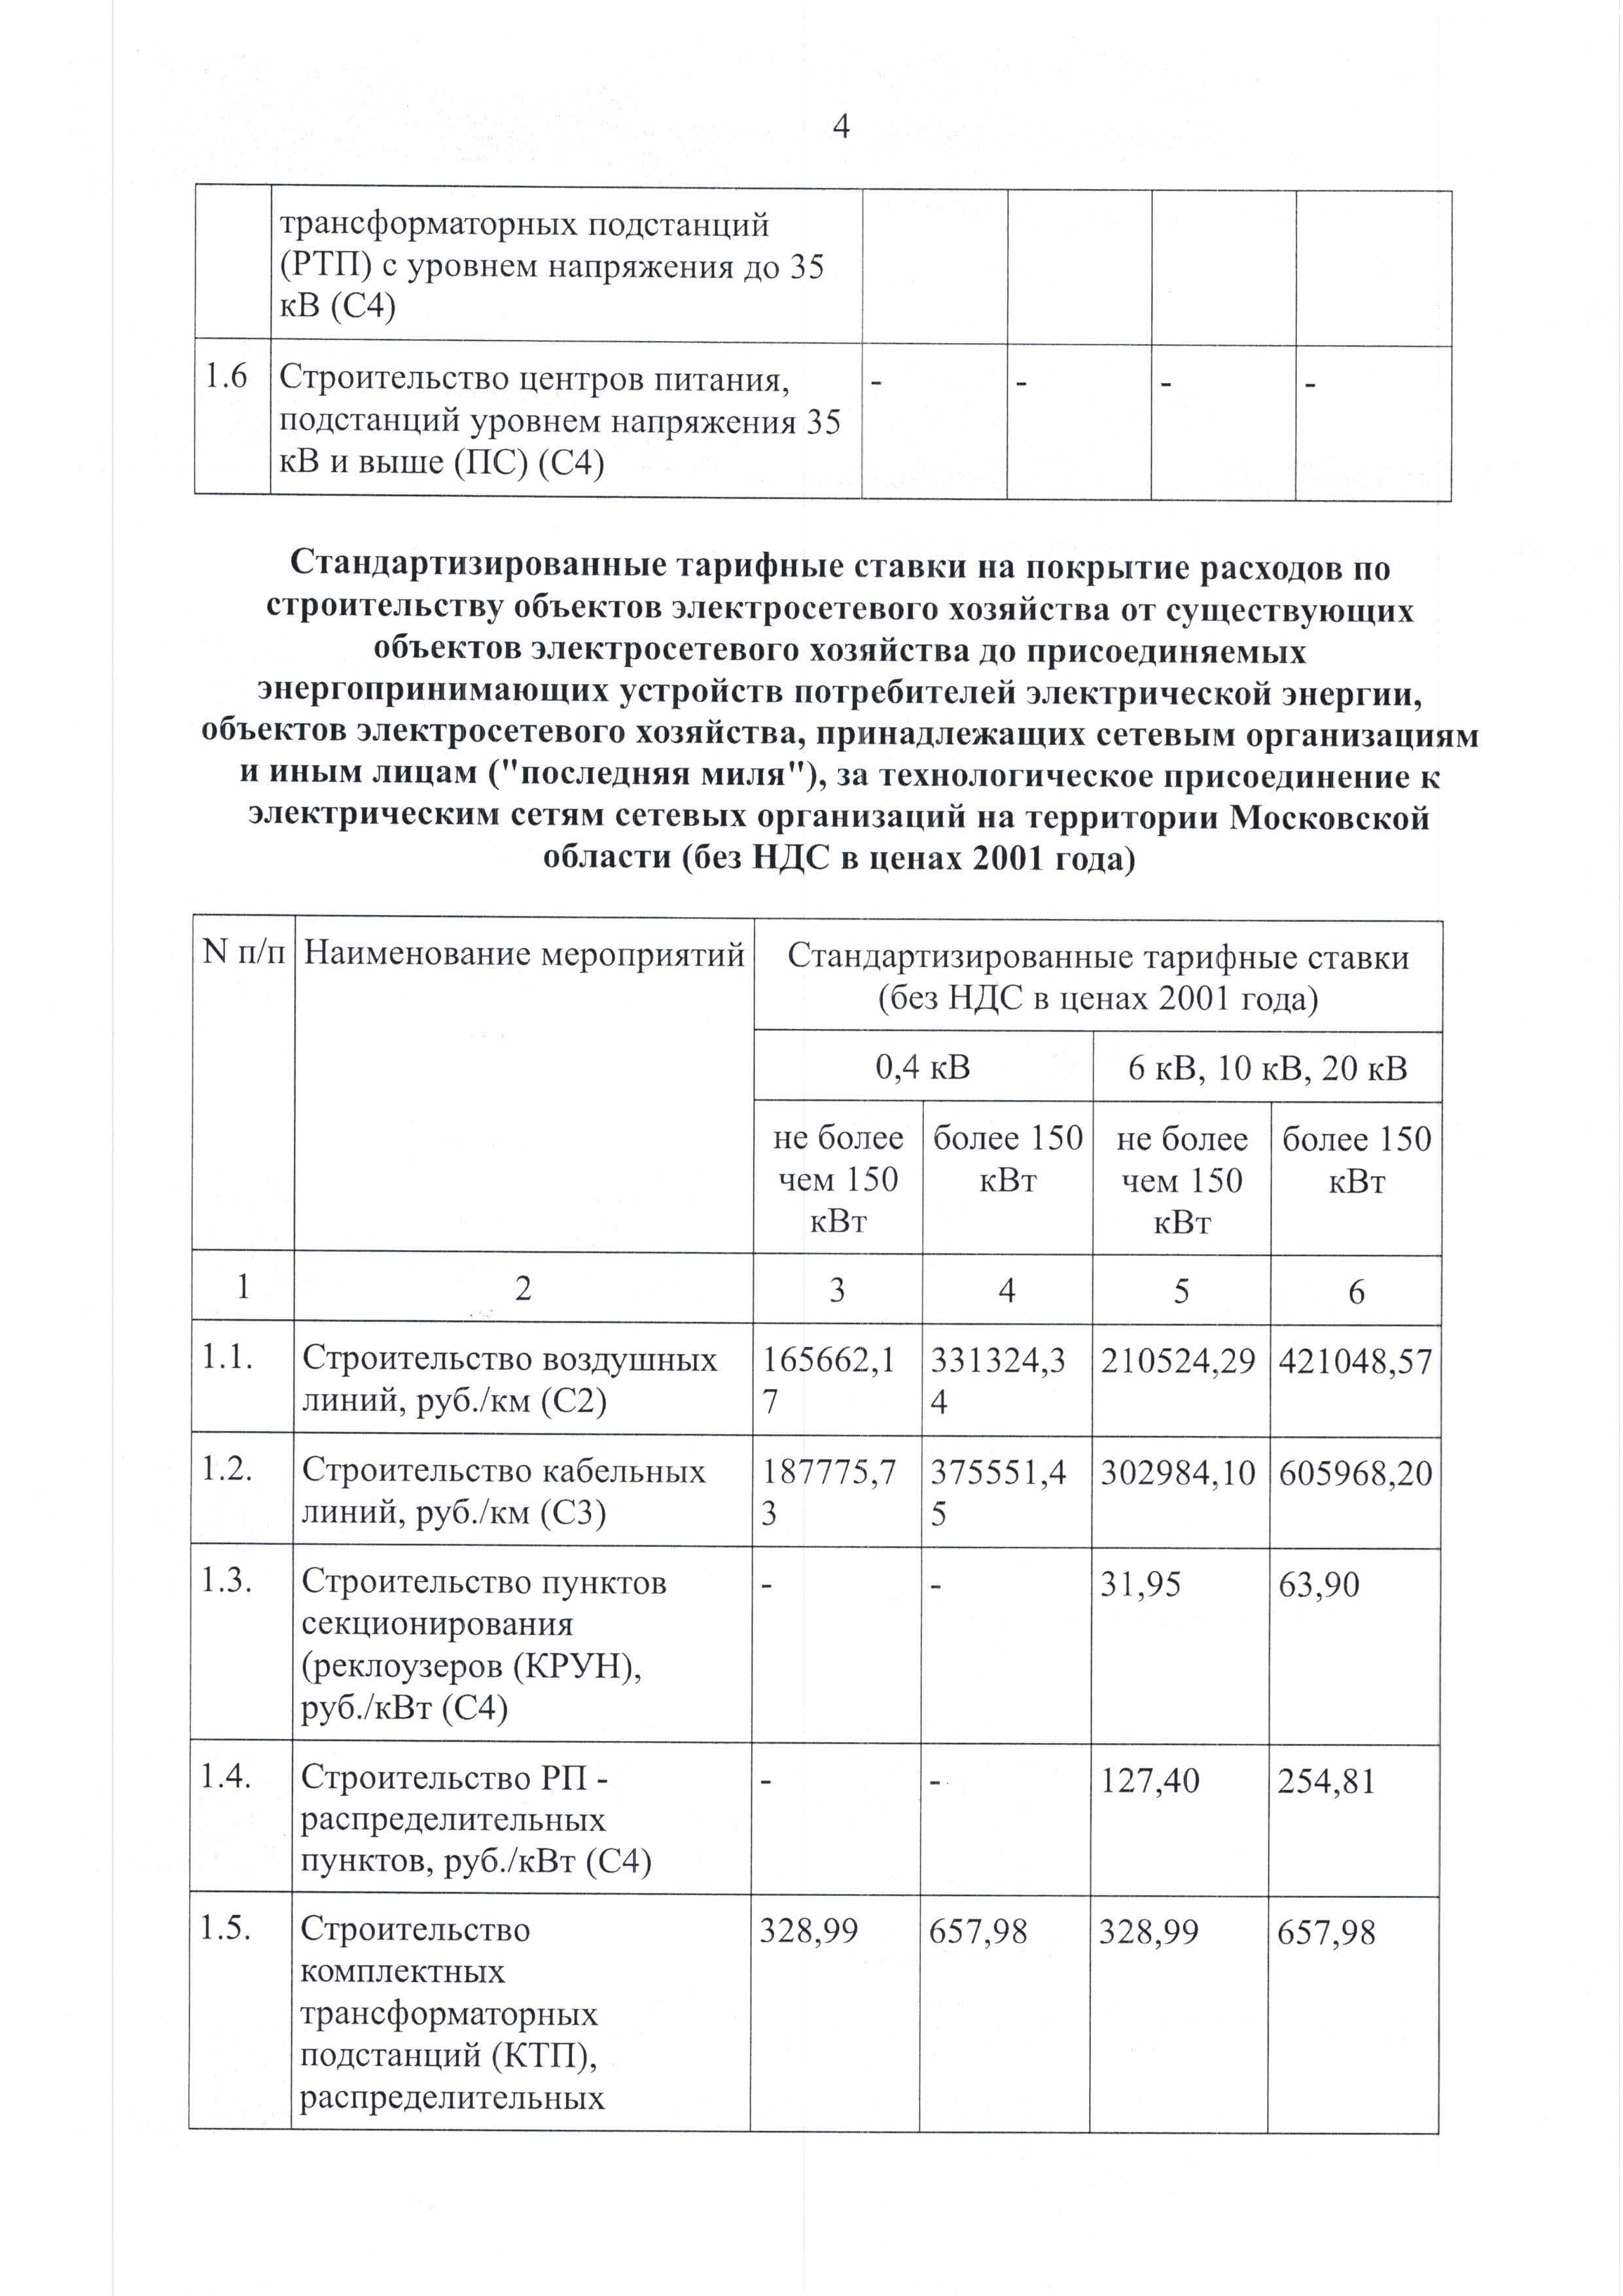 4
трансформаторных подстанций
(РТП) с уровнем напряжения до 35
кВ (С4)
1.6 Строительство центров питания, - - - -
подстанций уровнем напряжения 35
кВ и выше (ПС) (С4)
Стандартизированные тарифные ставки на покрытие расходов по
строительству объектов электросетевого хозяйства от существующих
объектов электросетевого хозяйства до присоединяемых
энергопринимающих устройств потребителей электрической энергии,
объектов электросетевого хозяйства, принадлежащих сетевым организациям
и иным лицам ("последняя миля"), за технологическое присоединение к
электрическим сетям сетевых организаций на территории Московской
области (без НДС в ценах 2001 года)
N п/п Наименование мероприятий Стандартизированные тарифные ставки
(без НДС в ценах 2001 года)
0,4 кВ 6 кВ, 10 кВ, 20 кВ
не более более 150 не более более 150
чем 150 кВт чем 150 кВт
кВт кВт
1 2 3 4 5 6
1.1. Строительство воздушных 165662,1 331324,3 210524,29 421048,57
линий, руб./км (С2) 7 4
1.2. Строительство кабельных 187775,7 375551,4 302984,10 605968,20
линий, руб./км (С3) 3 5
1.3. Строительство пунктов - - 31,95 63,90
секционирования
(реклоузеров (КРУН),
руб./кВт (С4)
1.4. Строительство РП - - - 127,40 254,81
распределительных
пунктов, руб./кВт (С4)
1.5. Строительство 328,99 657,98 328,99 657,98
комплектных
трансформаторных
подстанций (КТП),
распределительных